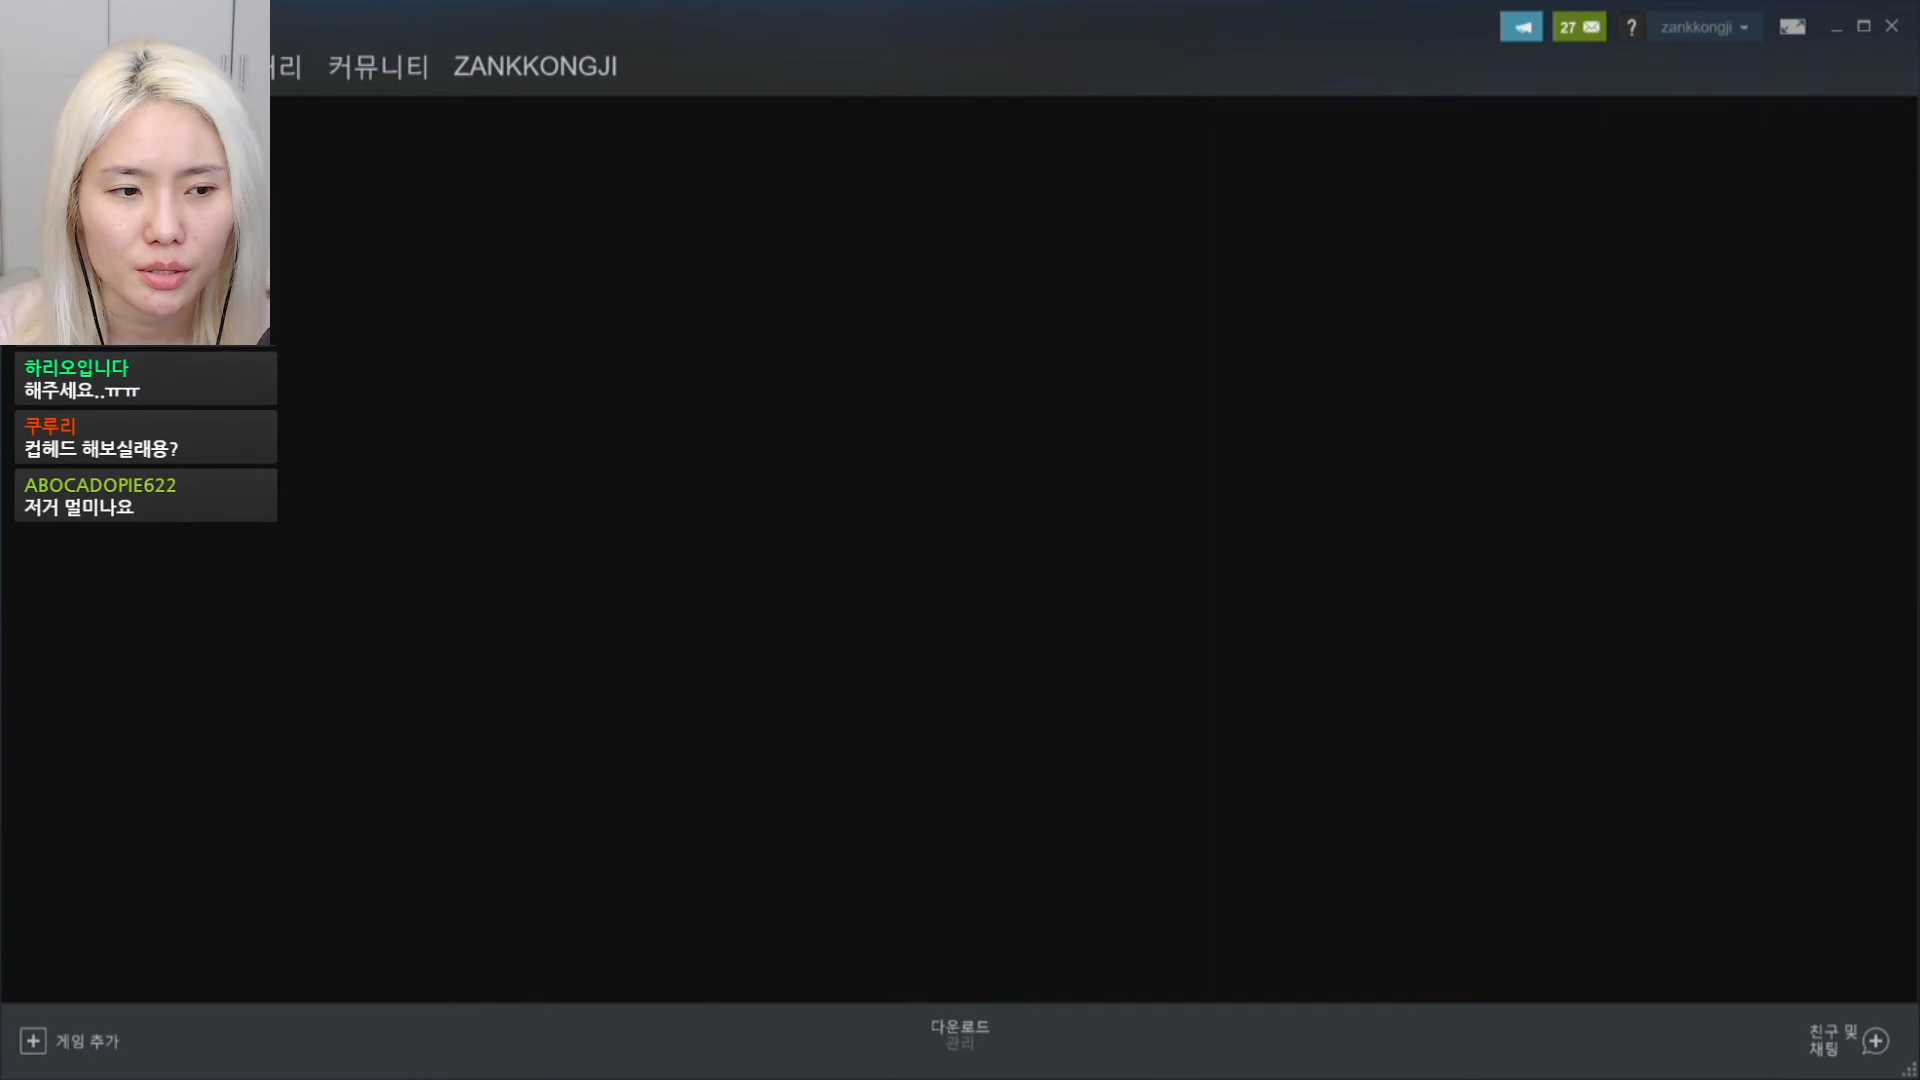 27 ? zankkongji
커뮤니티 ZANKKONGJI
하리오입니다
해주세요..ㅠㅠ
쿠루리
컵헤드 해보실래용?
ABOCADOPIE622
저거 멀미나요
게임 추가
다운로드
관리
친구 및
채팅